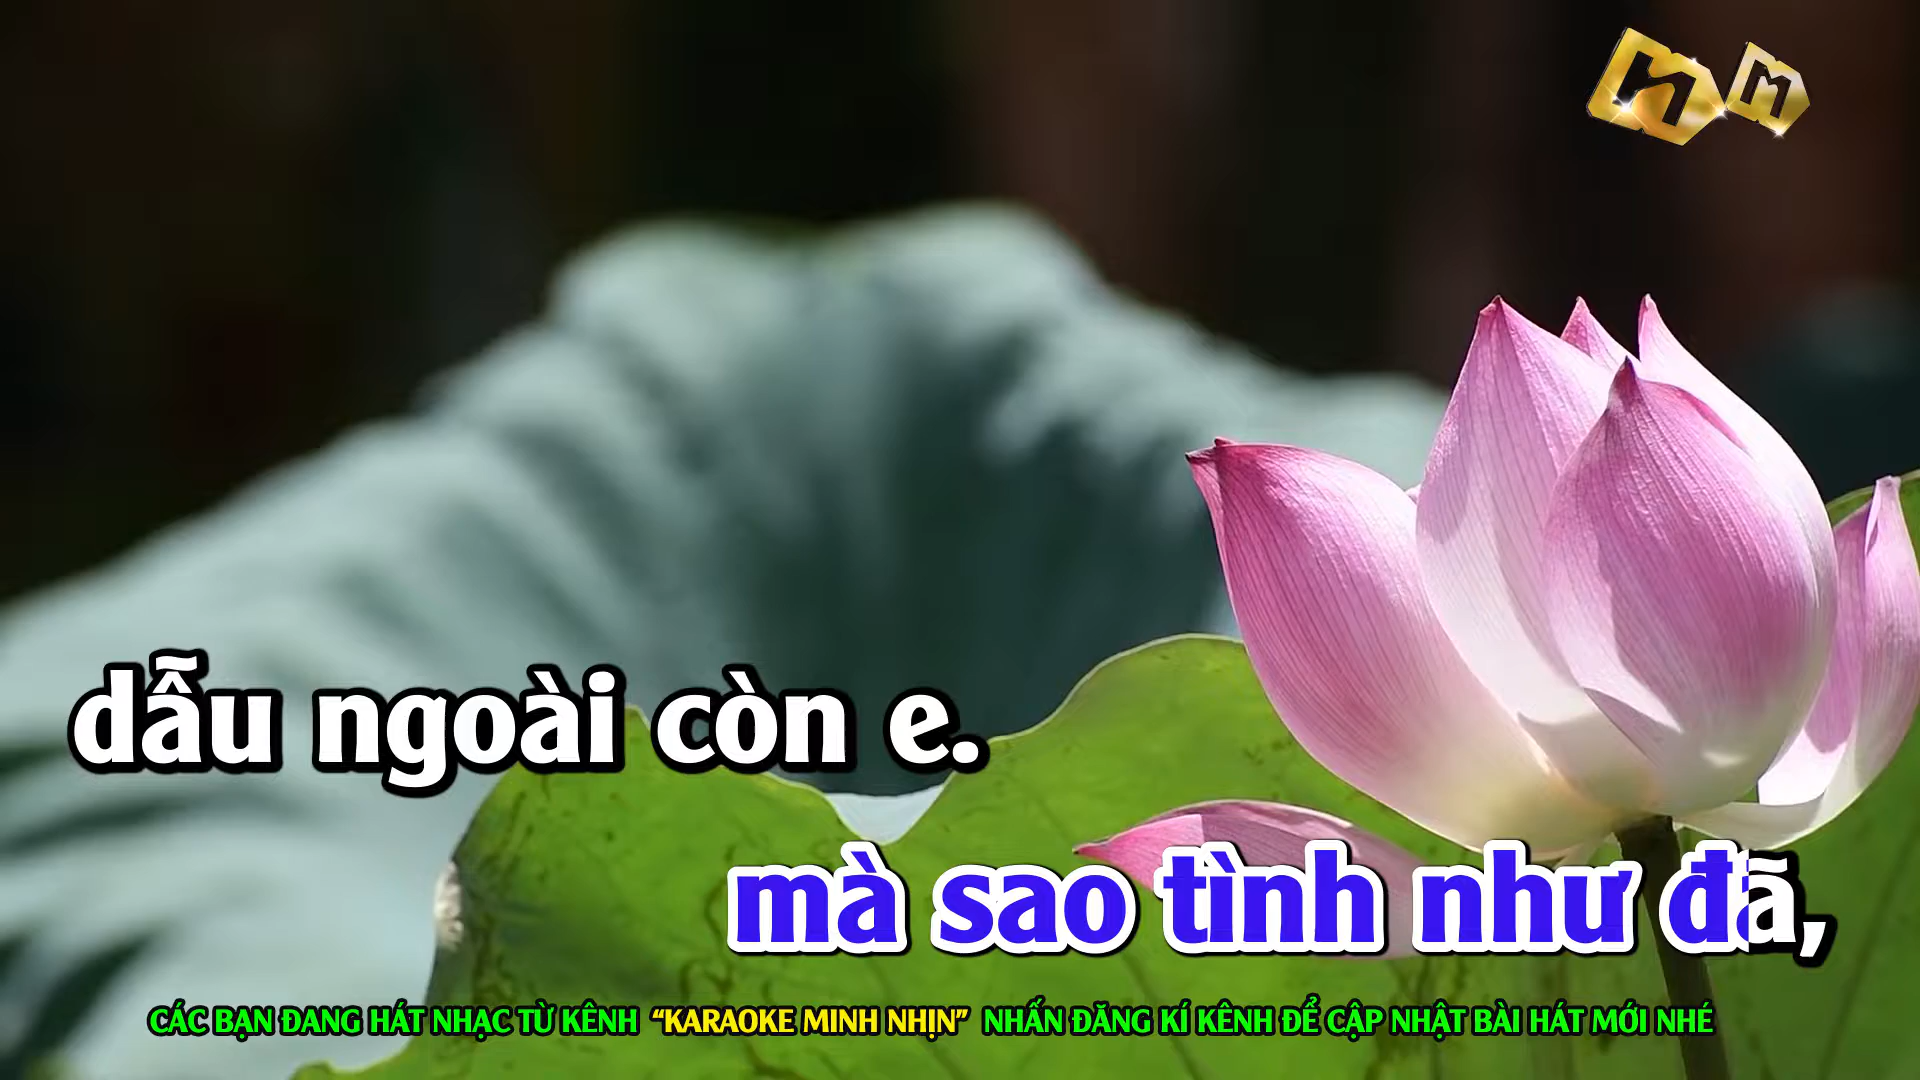 dẫu ngoài còn e.
mà sao tình như đã,
CÁC BẠN ĐANG HÁT NHẠC TỪ KÊNH “KARAOKE MINH NHỊN” NHẤN ĐĂNG KÍ KÊNH ĐỂ CẬP NHẬT BÀI HÁT MỚI NHÉ